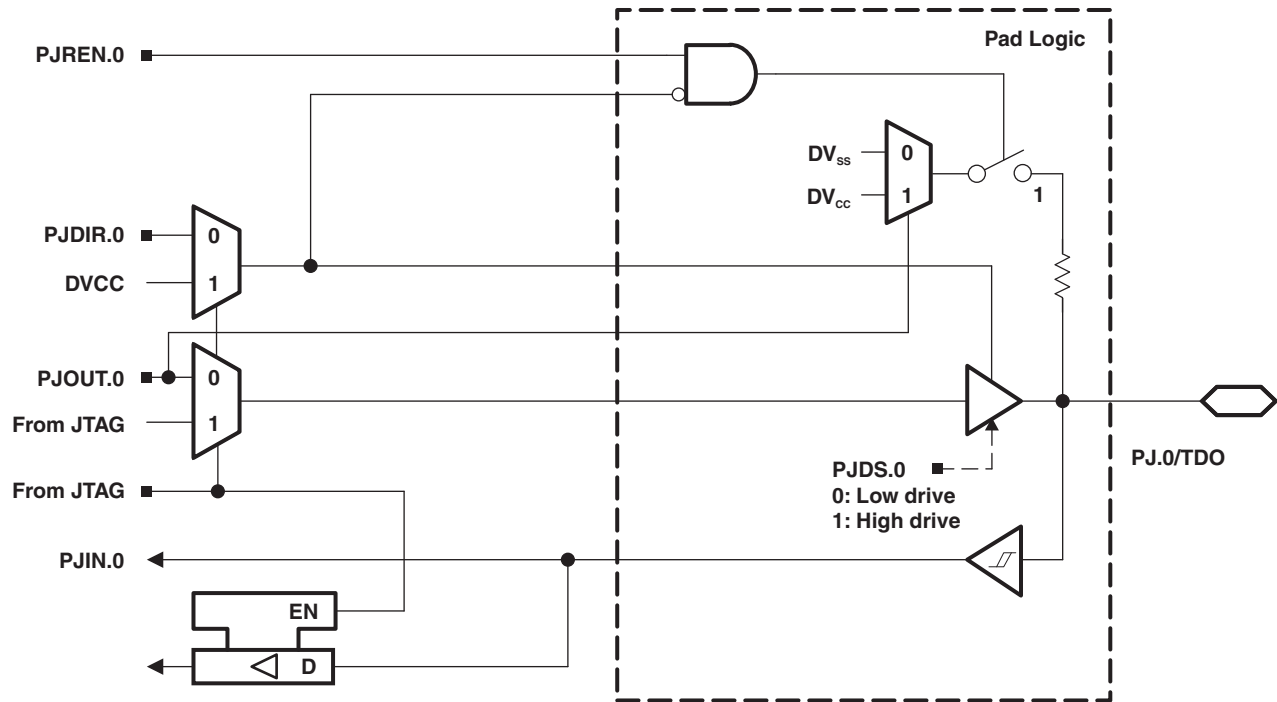 Pad Logic
PJREN.0
DVss
0
DVcc
1
1
PJDIR.0
0
DVCC
1
PJOUT.0
0
From JTAG
1
PJDS.0
0: Low drive
1: High drive
PJ.0/TDO
From JTAG
PJIN.0
EN
D